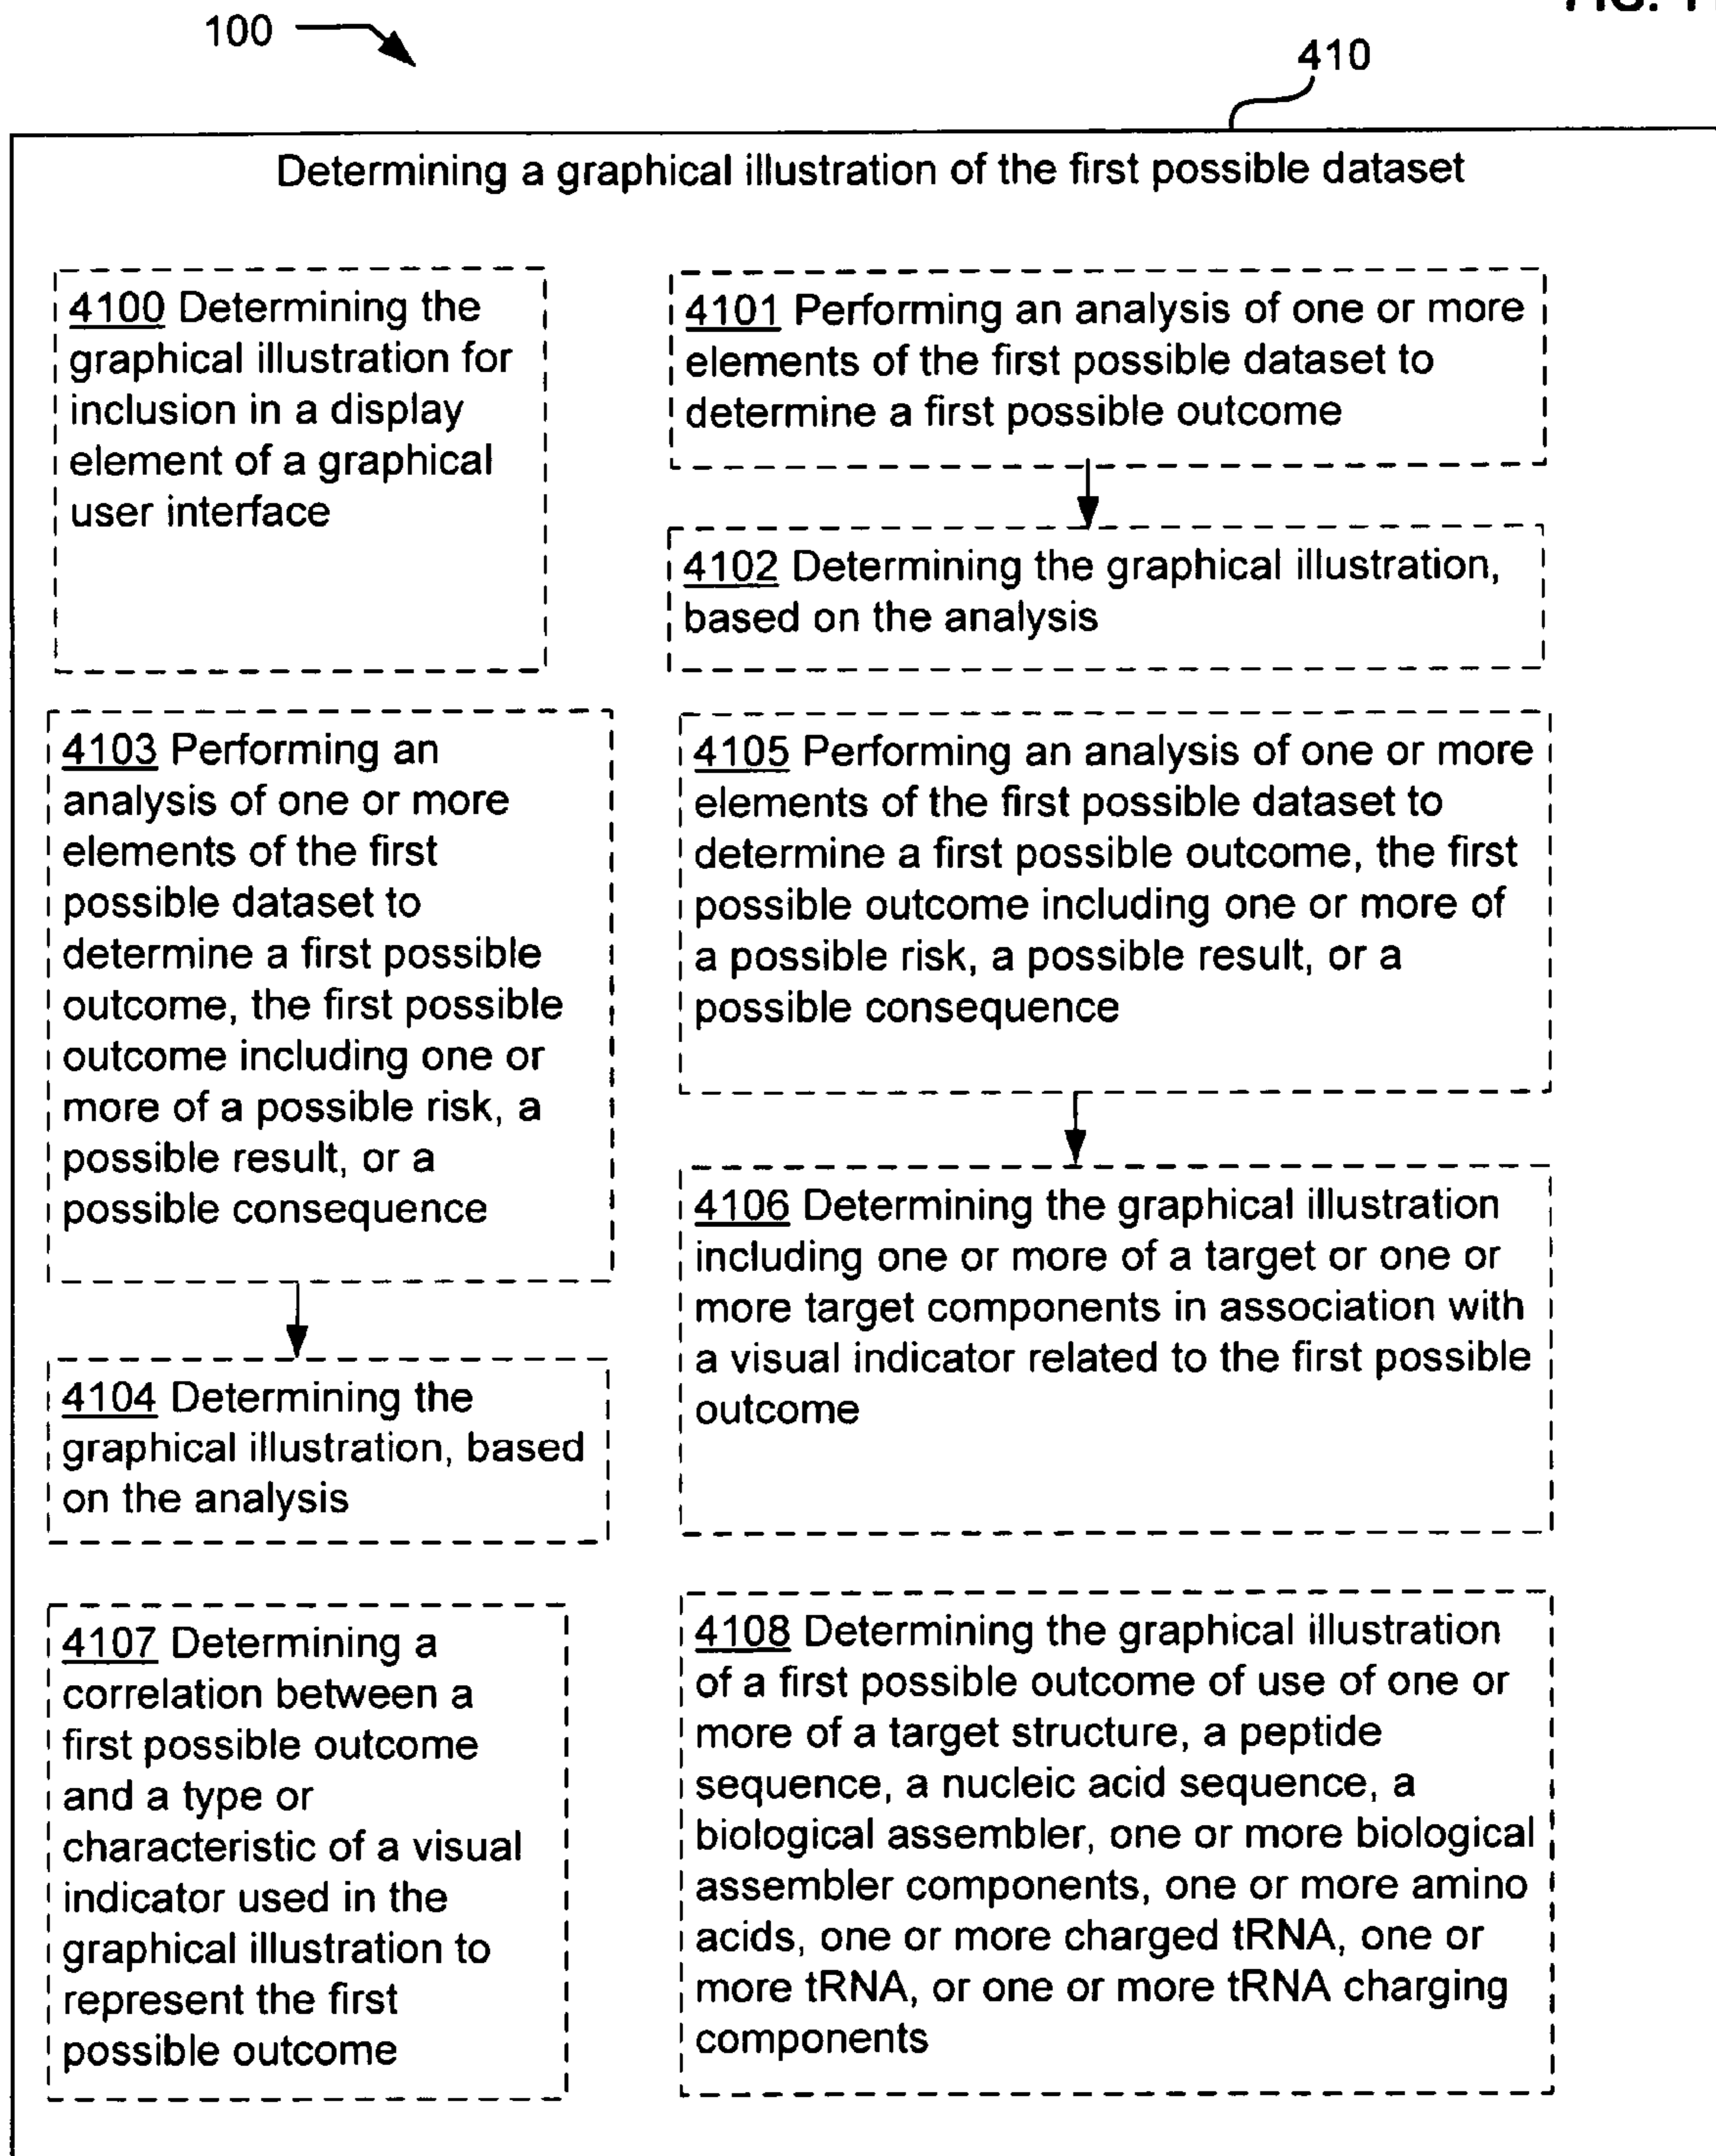 100
410
Determining a graphical illustration of the first possible dataset
4100 Determining the
graphical illustration for
inclusion in a display
element of a graphical
user interface
4101 Performing an analysis of one or more
elements of the first possible dataset to
determine a first possible outcome
4102 Determining the graphical illustration,
based on the analysis
4103 Performing an
analysis of one or more
elements of the first
possible dataset to
determine a first possible
outcome, the first possible
outcome including one or
more of a possible risk, a
possible result, or a
possible consequence
4104 Determining the
graphical illustration, based
on the analysis
4105 Performing an analysis of one or more
elements of the first possible dataset to
determine a first possible outcome, the first
possible outcome including one or more of
a possible risk, a possible result, or a
possible consequence
4106 Determining the graphical illustration
including one or more of a target or one or
more target components in association with
a visual indicator related to the first possible
outcome
4107 Determining a
correlation between a
first possible outcome
and a type or
characteristic of a visual
indicator used in the
graphical illustration to
represent the first
possible outcome
4108 Determining the graphical illustration
of a first possible outcome of use of one or
more of a target structure, a peptide
sequence, a nucleic acid sequence, a
biological assembler, one or more biological
assembler components, one or more amino
acids, one or more charged tRNA, one or
more tRNA, or one or more tRNA charging
components